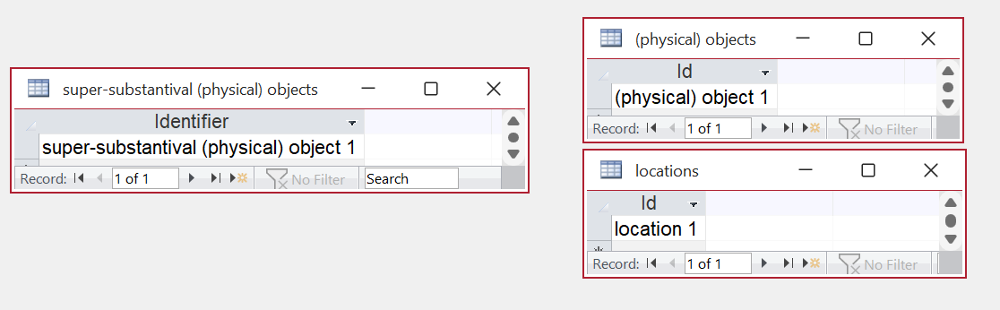 super-substantival (physical) objects
Identifier
super-substantival (physical) object 1
Record: 1 of 1 No Filter Search
(physical) objects
Id
(physical) object 1
Record: 1 of 1 No Filter
locations
Id
location 1
Record: 1 of 1 No Filter